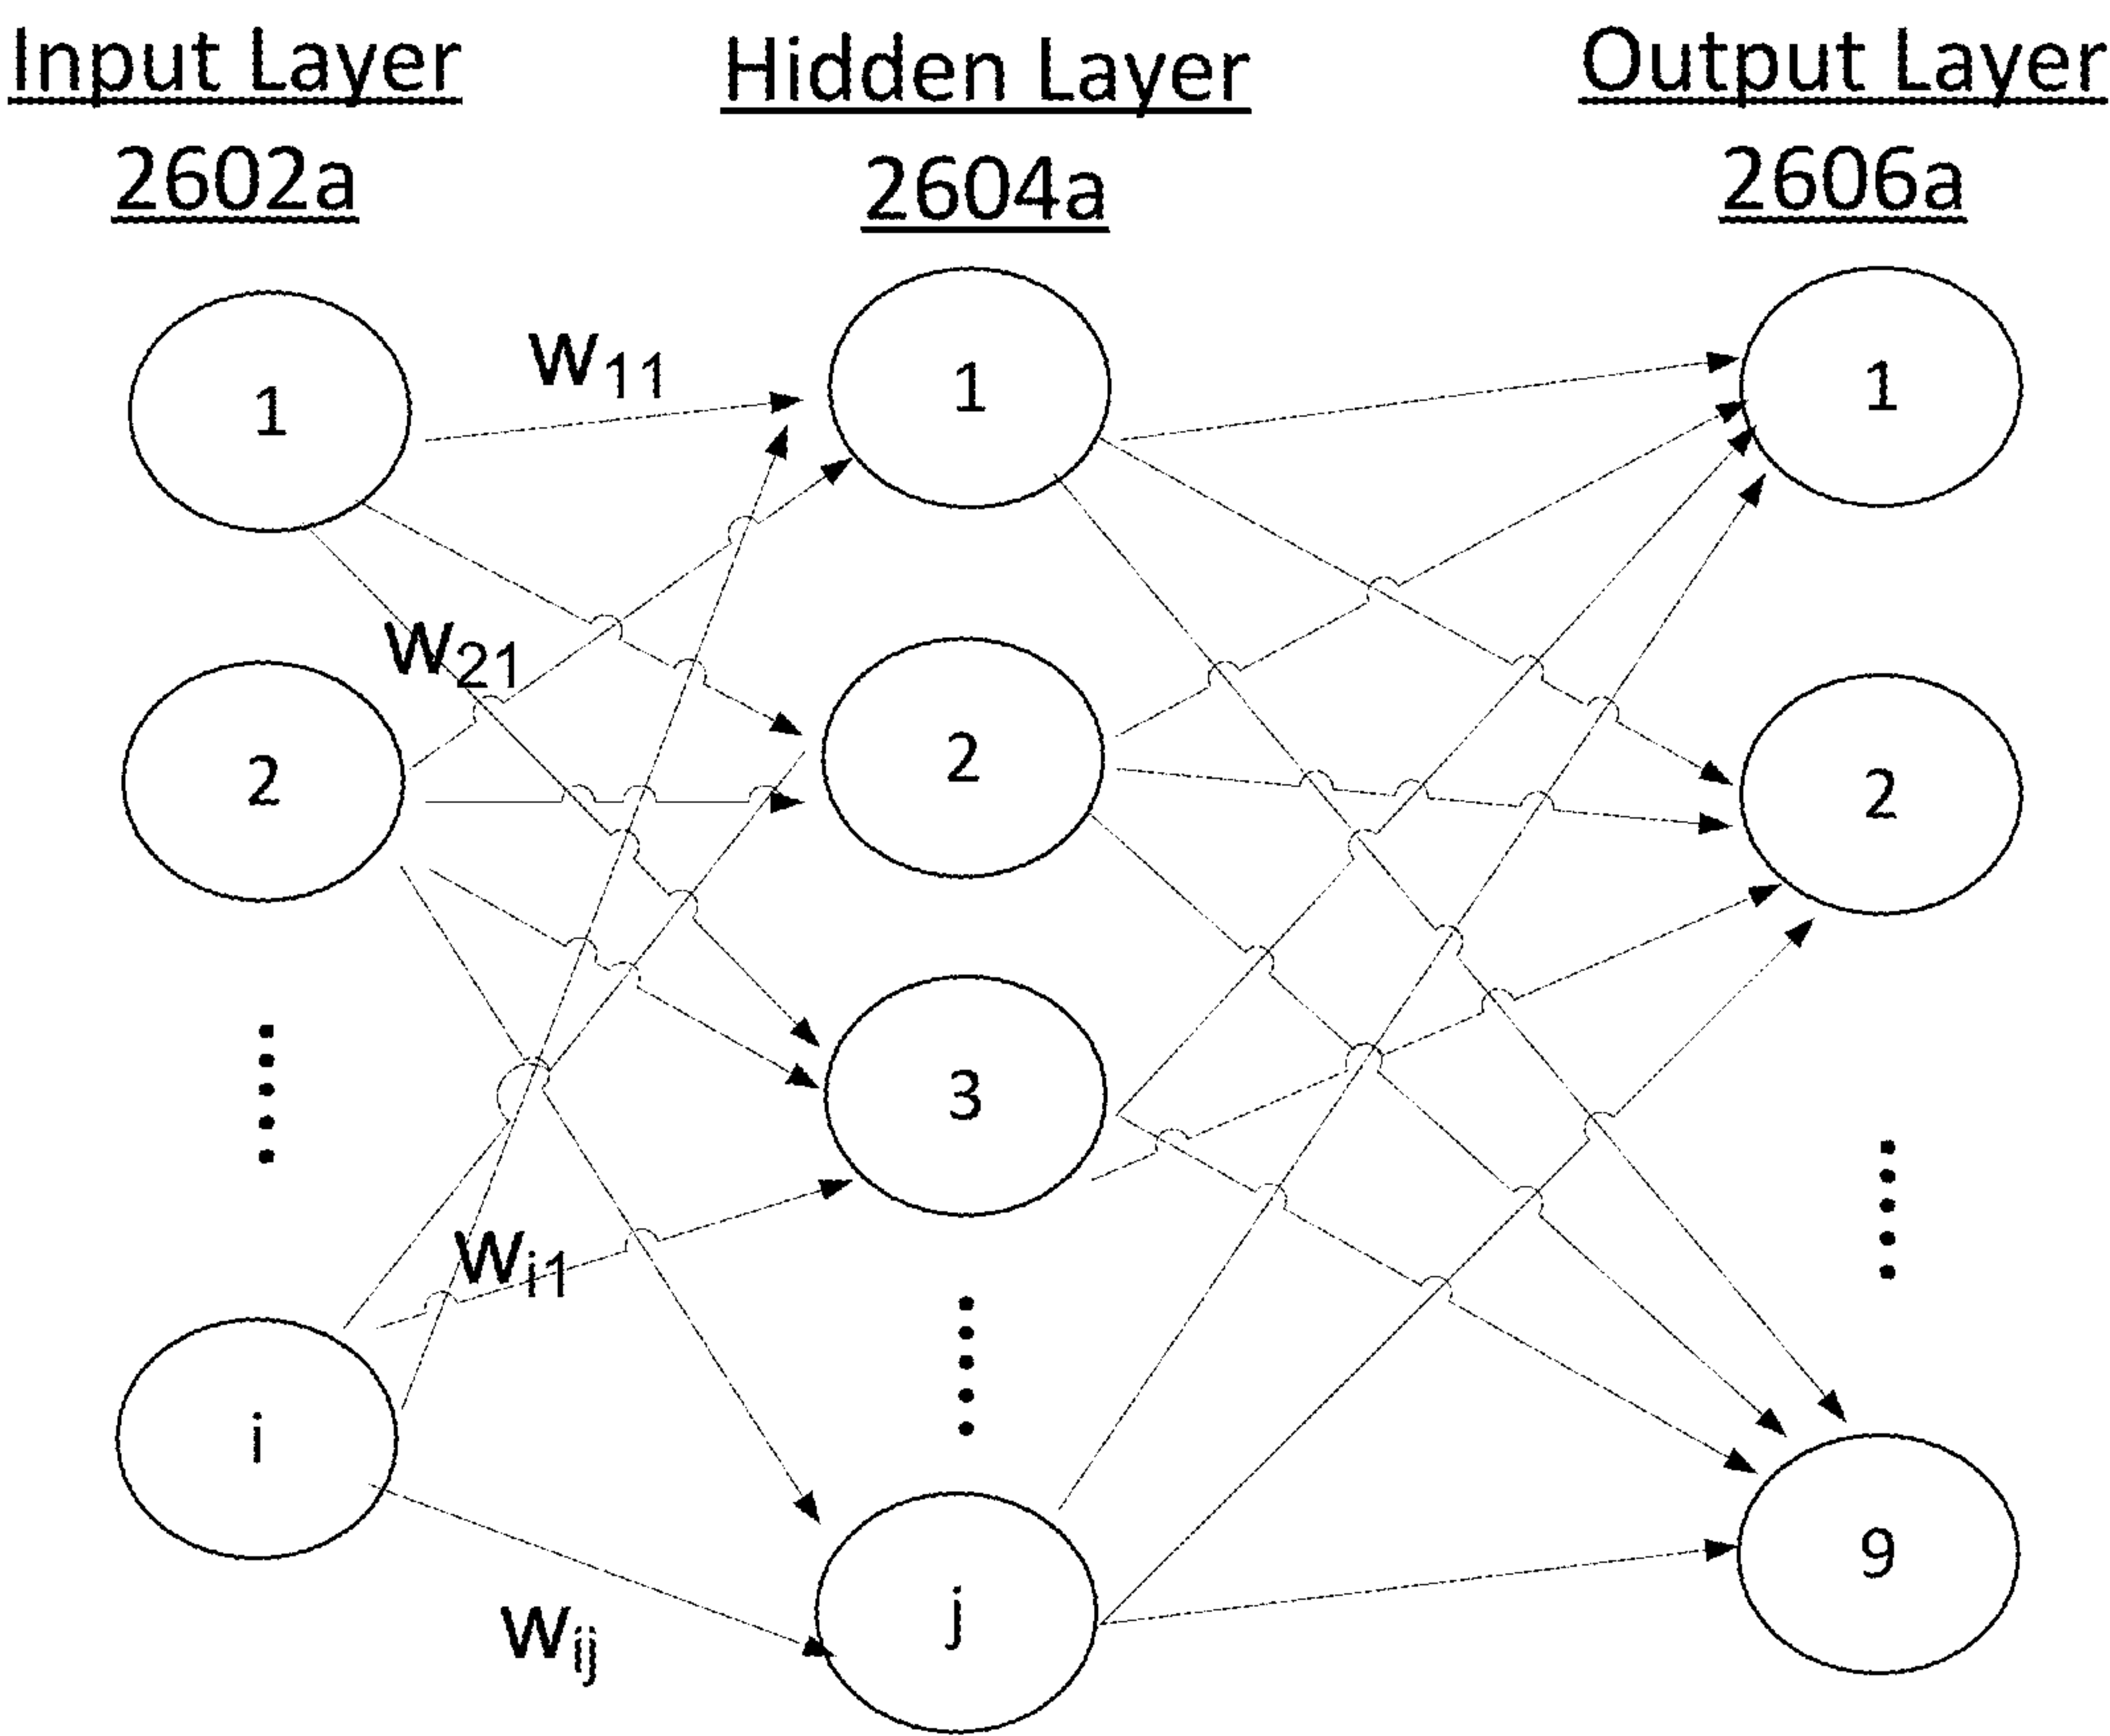 Input Layer
2602a
Hidden Layer
2604a
Output Layer
2606a
1
2
i
w11
w21
wi1
wij
1
2
3
j
1
2
9